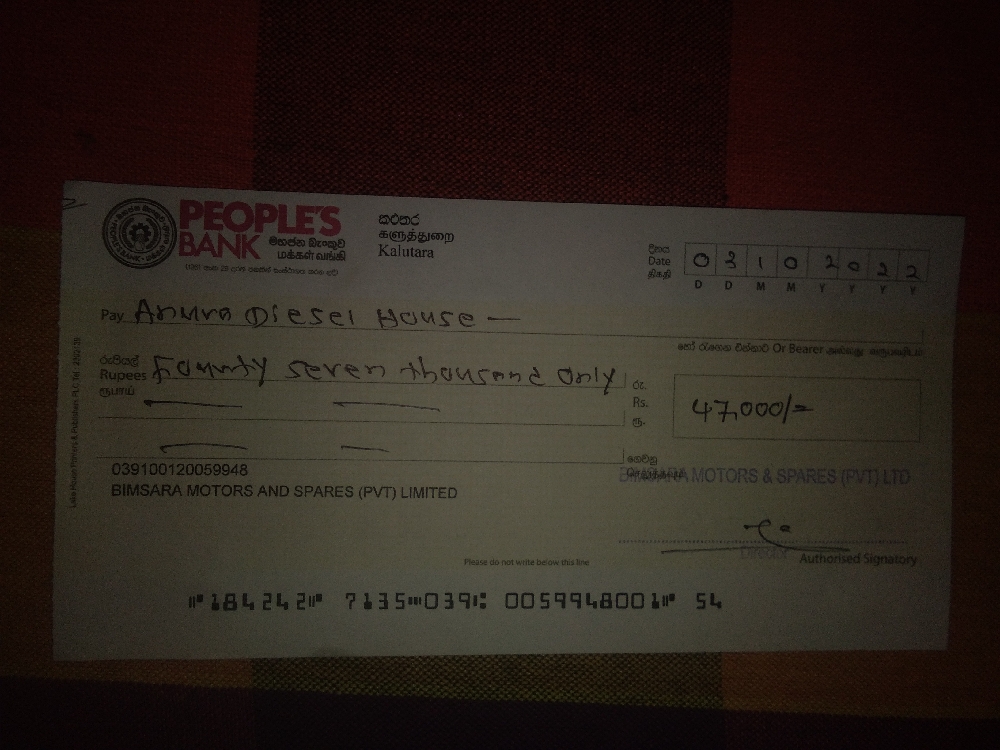 PEOPLE'S
BANK මහජන බැංකුව
மக்கள் வங்கி
කළුතර
களுத்துறை
Kalutara
දිනය
Date
திகதி
0 3 1 0 2 0 2 2
D D M M Y Y Y Y
Pay Anura Diesel House —
Or Bearer
රුපියල්
Rupees Fourty seven thousand Only
ரூபாய்
රු.
Rs.
ரூ.
47,000/=
039100120059948
BIMSARA MOTORS AND SPARES (PVT) LIMITED
BIMSARA MOTORS & SPARES (PVT) LTD
Director
Authorised Signatory
Please do not write below this line
⑈184242⑈ 7135⑉039⑆ 0059948001⑈ 54